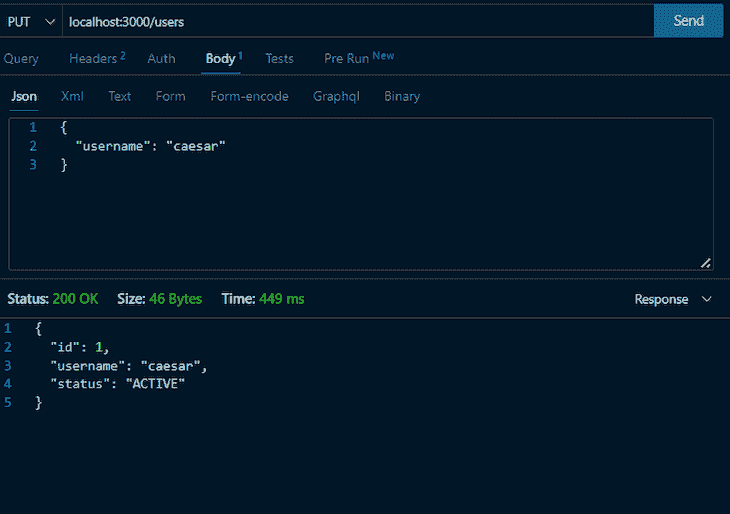 PUT localhost:3000/users Send
Query Headers 2 Auth Body 1 Tests Pre Run New
Json Xml Text Form Form-encode Graphql Binary
1 {
2 "username": "caesar"
3 }
Status: 200 OK Size: 46 Bytes Time: 449 ms Response
1 {
2 "id": 1,
3 "username": "caesar",
4 "status": "ACTIVE"
5 }